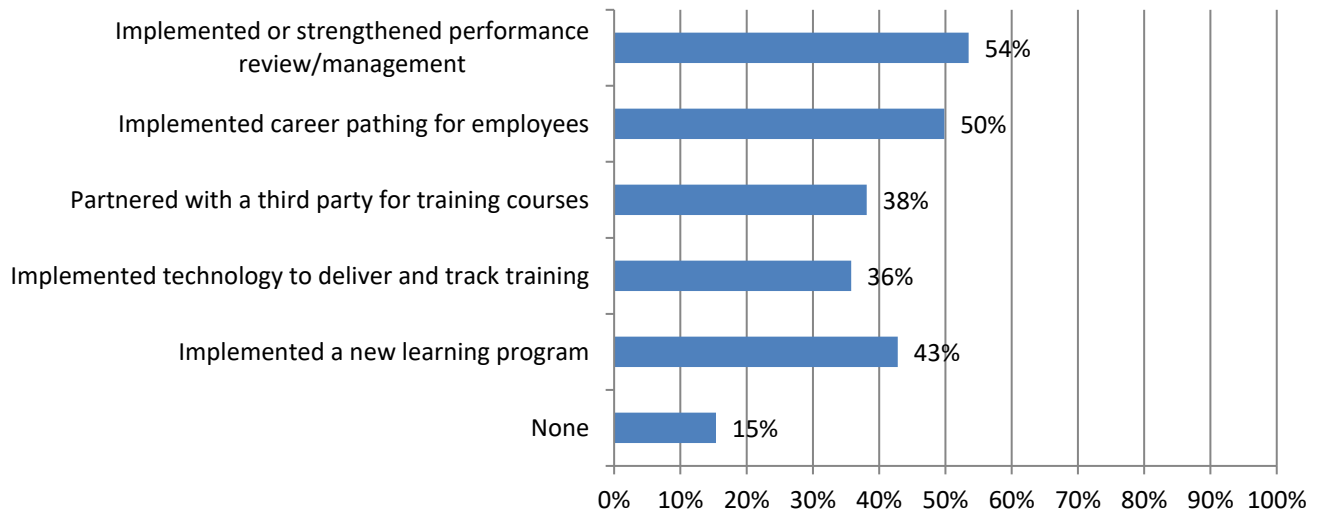 Implemented or strengthened performance
review/management
54%
Implemented career pathing for employees
50%
Partnered with a third party for training courses
38%
Implemented technology to deliver and track training
36%
Implemented a new learning program
43%
None
15%
0% 10% 20% 30% 40% 50% 60% 70% 80% 90% 100%